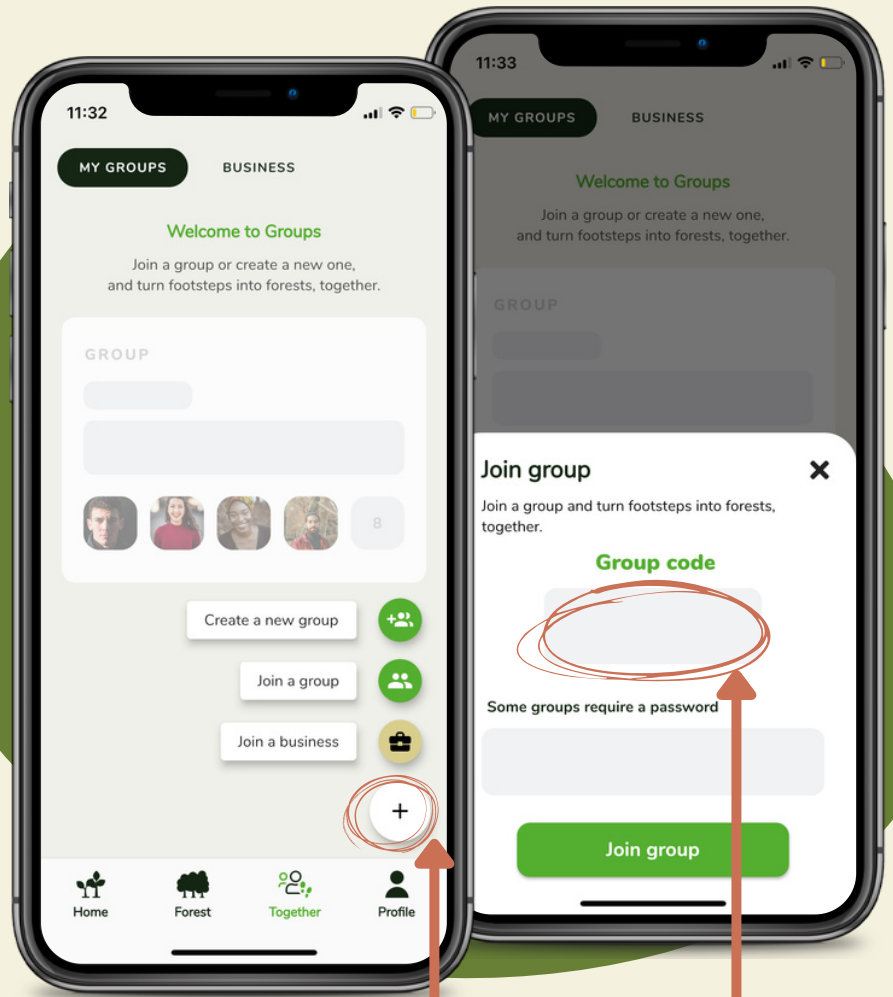 11:32
MY GROUPS BUSINESS
Welcome to Groups
Join a group or create a new one,
and turn footsteps into forests, together.
GROUP
8
Create a new group
Join a group
Join a business
+
Home Forest Together Profile
11:33
MY GROUPS BUSINESS
Welcome to Groups
Join a group or create a new one,
and turn footsteps into forests, together.
GROUP
Join group
Join a group and turn footsteps into forests,
together.
Group code
Some groups require a password
Join group